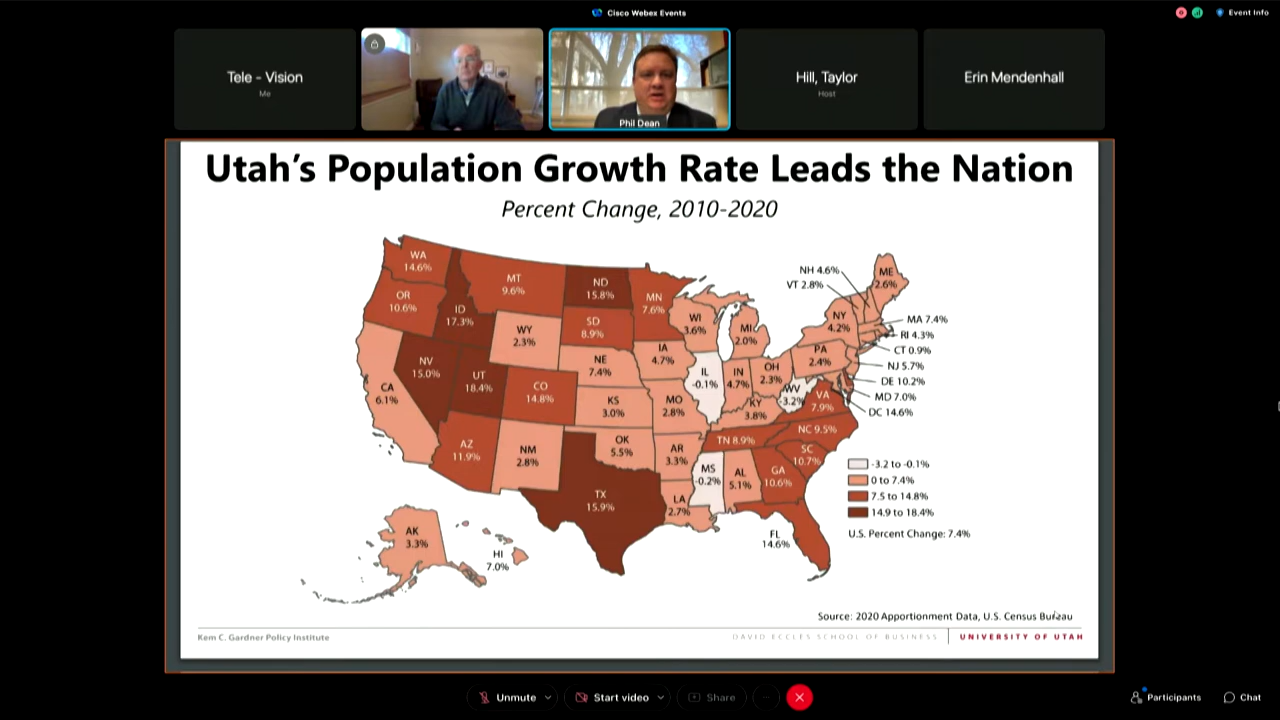 Cisco Webex Events
Event Info
Tele - Vision
Me
Phil Dean
Hill, Taylor
Host
Erin Mendenhall
Utah's Population Growth Rate Leads the Nation
Percent Change, 2010-2020
WA
14.6%
OR
10.6%
ID
17.3%
MT
9.6%
ND
15.8%
MN
7.6%
SD
8.9%
WY
2.3%
NV
15.0%
UT
18.4%
CO
14.8%
CA
6.1%
AZ
11.9%
NM
2.8%
NE
7.4%
KS
3.0%
OK
5.5%
TX
15.9%
IA
4.7%
MO
2.8%
AR
3.3%
LA
2.7%
WI
3.6%
IL
-0.1%
MI
2.0%
IN
4.7%
OH
2.3%
KY
3.8%
TN 8.9%
MS
-0.2%
AL
5.1%
GA
10.6%
FL
14.6%
SC
10.7%
NC 9.5%
VA
7.9%
WV
-3.2%
PA
2.4%
NY
4.2%
ME
2.6%
NH 4.6%
VT 2.8%
MA 7.4%
RI 4.3%
CT 0.9%
NJ 5.7%
DE 10.2%
MD 7.0%
DC 14.6%
AK
3.3%
HI
7.0%
-3.2 to -0.1%
0 to 7.4%
7.5 to 14.8%
14.9 to 18.4%
U.S. Percent Change: 7.4%
Source: 2020 Apportionment Data, U.S. Census Bureau
Kem C. Gardner Policy Institute
DAVID ECCLES SCHOOL OF BUSINESS
UNIVERSITY OF UTAH
Unmute
Start video
Share
Participants
Chat